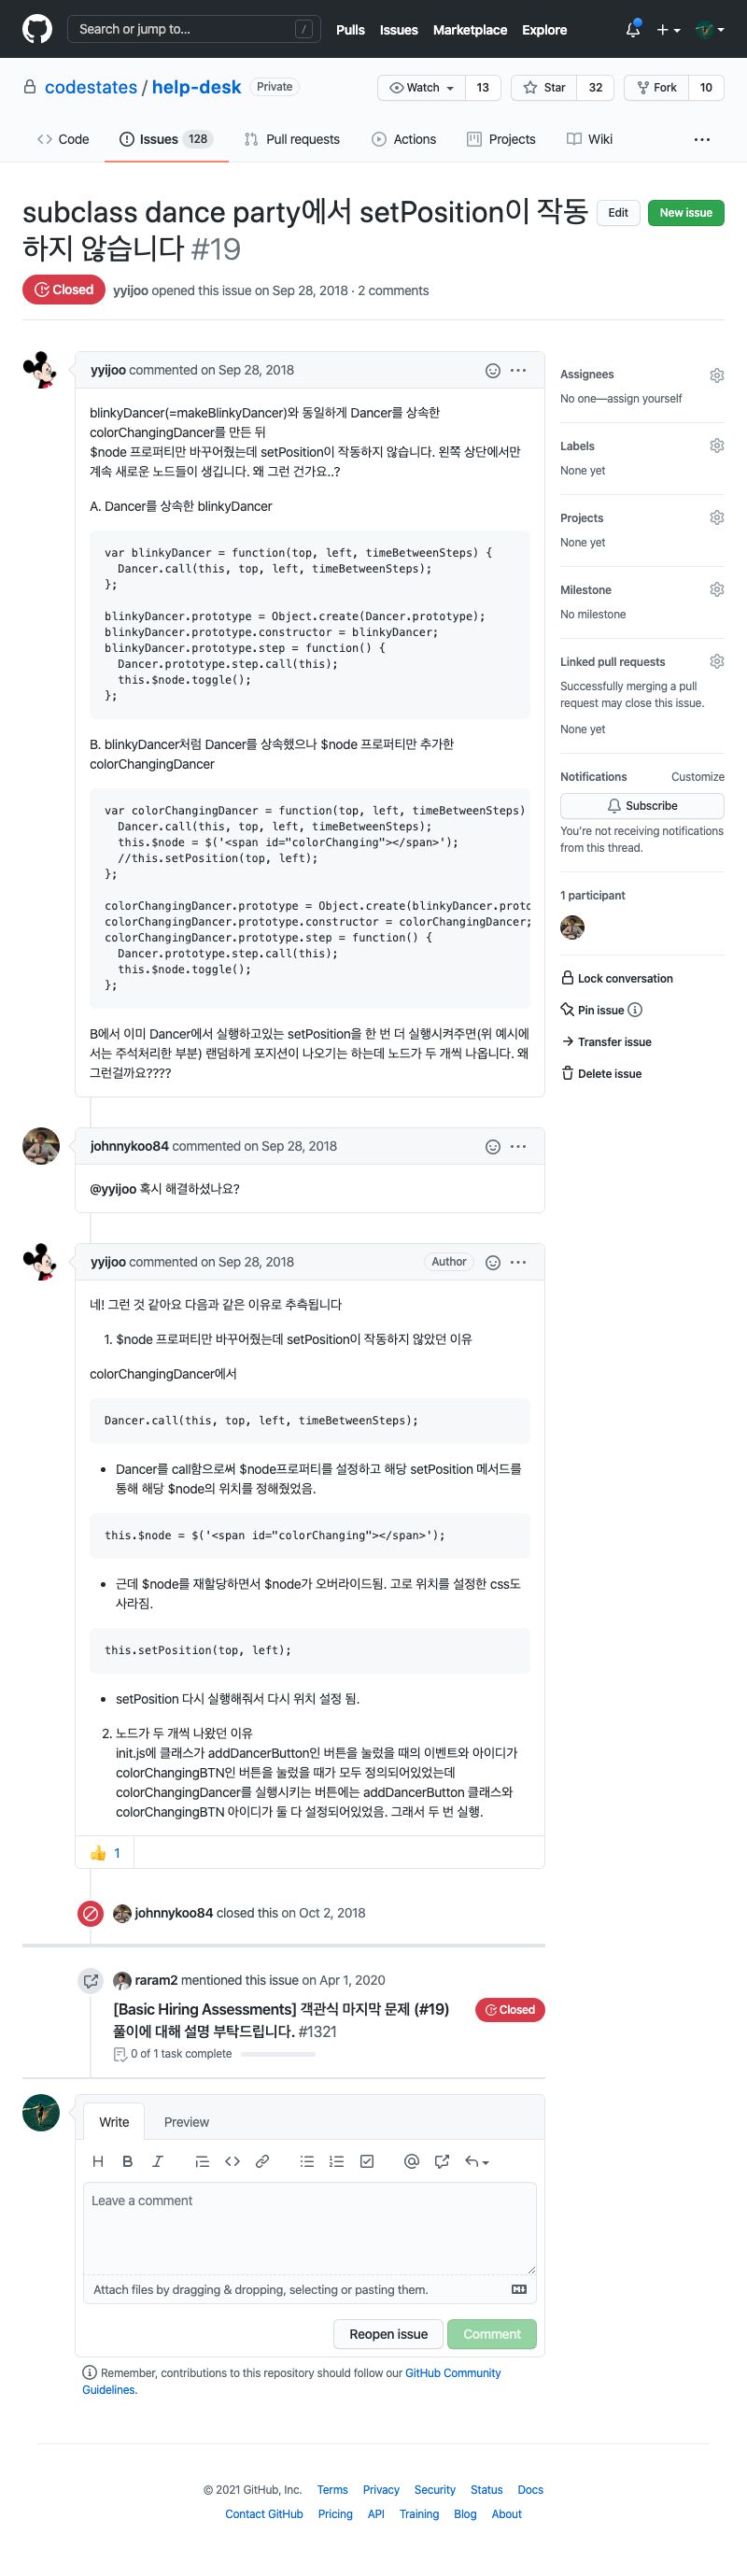 Search or jump to...
/
Pulls Issues Marketplace Explore
codestates / help-desk Private
Watch 13 Star 32 Fork 10
Code Issues 128 Pull requests Actions Projects Wiki
subclass dance party에서 setPosition이 작동
하지 않습니다 #19
Edit New issue
Closed yyijoo opened this issue on Sep 28, 2018 · 2 comments
yyijoo commented on Sep 28, 2018
blinkyDancer(=makeBlinkyDancer)와 동일하게 Dancer를 상속한
colorChangingDancer를 만든 뒤
$node 프로퍼티만 바꾸어줬는데 setPosition이 작동하지 않습니다. 왼쪽 상단에서만
계속 새로운 노드들이 생깁니다. 왜 그런 건가요..?
A. Dancer를 상속한 blinkyDancer
var blinkyDancer = function(top, left, timeBetweenSteps) {
Dancer.call(this, top, left, timeBetweenSteps);
};
blinkyDancer.prototype = Object.create(Dancer.prototype);
blinkyDancer.prototype.constructor = blinkyDancer;
blinkyDancer.prototype.step = function() {
Dancer.prototype.step.call(this);
this.$node.toggle();
};
B. blinkyDancer처럼 Dancer를 상속했으나 $node 프로퍼티만 추가한
colorChangingDancer
var colorChangingDancer = function(top, left, timeBetweenSteps)
Dancer.call(this, top, left, timeBetweenSteps);
this.$node = $('<span id="colorChanging"></span>');
//this.setPosition(top, left);
};
colorChangingDancer.prototype = Object.create(blinkyDancer.proto
colorChangingDancer.prototype.constructor = colorChangingDancer;
colorChangingDancer.prototype.step = function() {
Dancer.prototype.step.call(this);
this.$node.toggle();
};
B에서 이미 Dancer에서 실행하고있는 setPosition을 한 번 더 실행시켜주면(위 예시에
서는 주석처리한 부분) 랜덤하게 포지션이 나오기는 하는데 노드가 두 개씩 나옵니다. 왜
그런걸까요????
Assignees
No one—assign yourself
Labels
None yet
Projects
None yet
Milestone
No milestone
Linked pull requests
Successfully merging a pull
request may close this issue.
None yet
Notifications Customize
Subscribe
You're not receiving notifications
from this thread.
1 participant
Lock conversation
Pin issue
Transfer issue
Delete issue
johnnykoo84 commented on Sep 28, 2018
@yyijoo 혹시 해결하셨나요?
yyijoo commented on Sep 28, 2018 Author
네! 그런 것 같아요 다음과 같은 이유로 추측됩니다
1. $node 프로퍼티만 바꾸어줬는데 setPosition이 작동하지 않았던 이유
colorChangingDancer에서
Dancer.call(this, top, left, timeBetweenSteps);
• Dancer를 call함으로써 $node프로퍼티를 설정하고 해당 setPosition 메서드를
통해 해당 $node의 위치를 정해줬었음.
this.$node = $('<span id="colorChanging"></span>');
• 근데 $node를 재할당하면서 $node가 오버라이드됨. 고로 위치를 설정한 css도
사라짐.
this.setPosition(top, left);
• setPosition 다시 실행해줘서 다시 위치 설정 됨.
2. 노드가 두 개씩 나왔던 이유
init.js에 클래스가 addDancerButton인 버튼을 눌렀을 때의 이벤트와 아이디가
colorChangingBTN인 버튼을 눌렀을 때가 모두 정의되어있었는데
colorChangingDancer를 실행시키는 버튼에는 addDancerButton 클래스와
colorChangingBTN 아이디가 둘 다 설정되어있었음. 그래서 두 번 실행.
👍 1
johnnykoo84 closed this on Oct 2, 2018
raram2 mentioned this issue on Apr 1, 2020
[Basic Hiring Assessments] 객관식 마지막 문제 (#19)
풀이에 대해 설명 부탁드립니다. #1321
Closed
0 of 1 task complete
Write Preview
Leave a comment
Attach files by dragging & dropping, selecting or pasting them.
Reopen issue Comment
Remember, contributions to this repository should follow our GitHub Community
Guidelines.
© 2021 GitHub, Inc. Terms Privacy Security Status Docs
Contact GitHub Pricing API Training Blog About